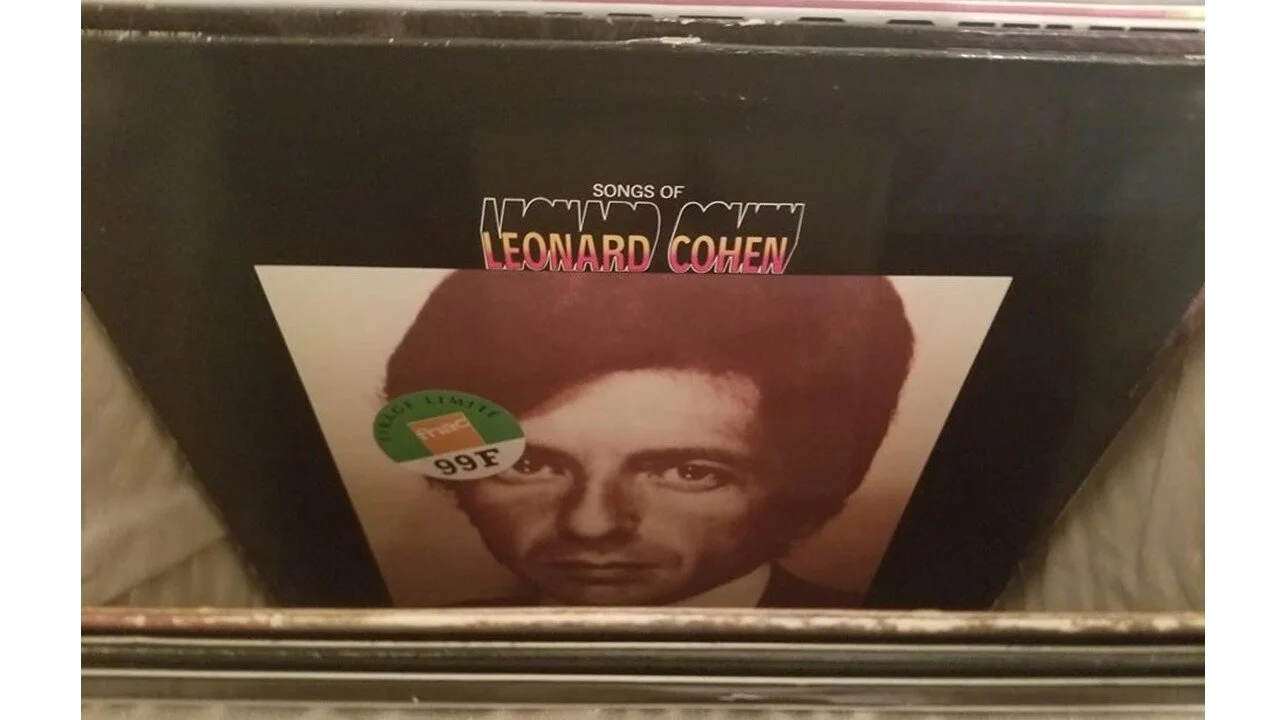 SONGS OF
LEONARD COHEN
TIRAGE LIMITÉ
fnac
99F